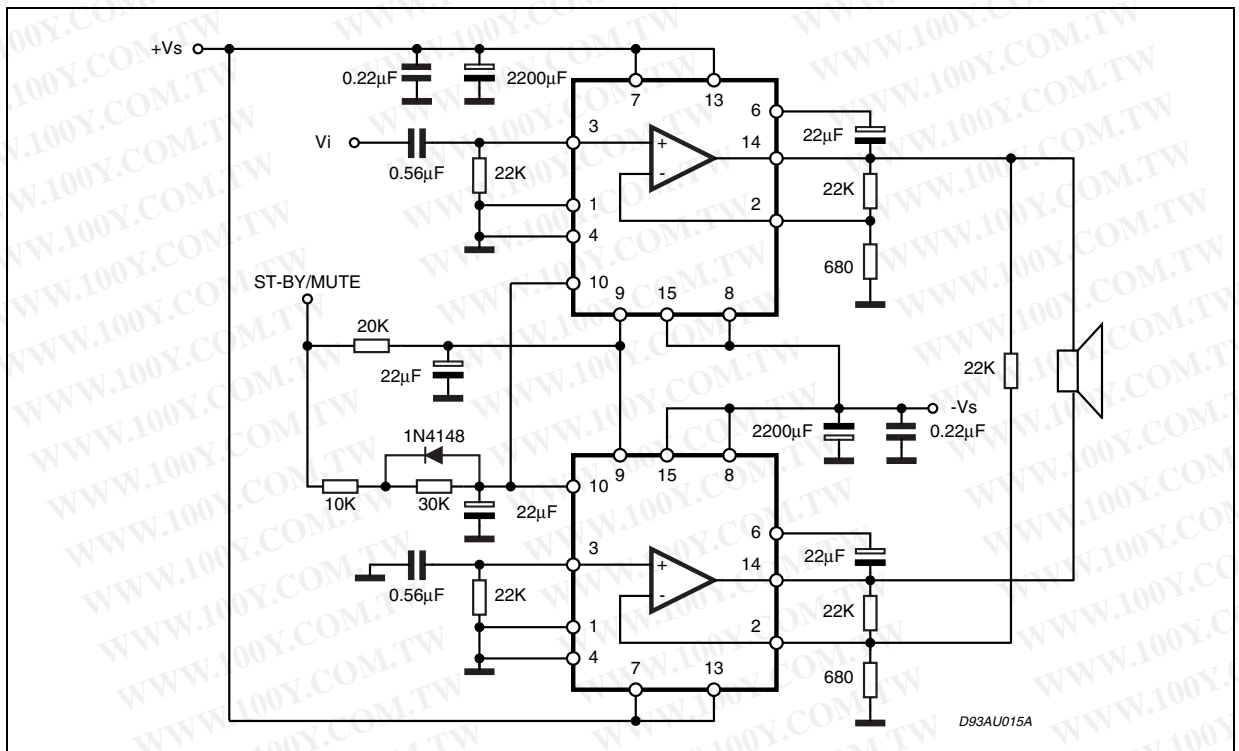 +Vs
0.22µF
2200µF
7
13
6
3
14
22µF
Vi
0.56µF
22K
+
-
22K
1
2
4
680
ST-BY/MUTE
10
9
15
8
20K
22µF
22K
-Vs
1N4148
2200µF
0.22µF
9
15
8
10
10K
30K
22µF
6
3
14
22µF
0.56µF
22K
+
-
22K
1
2
4
7
13
680
D93AU015A
WWW.100Y.COM.TW